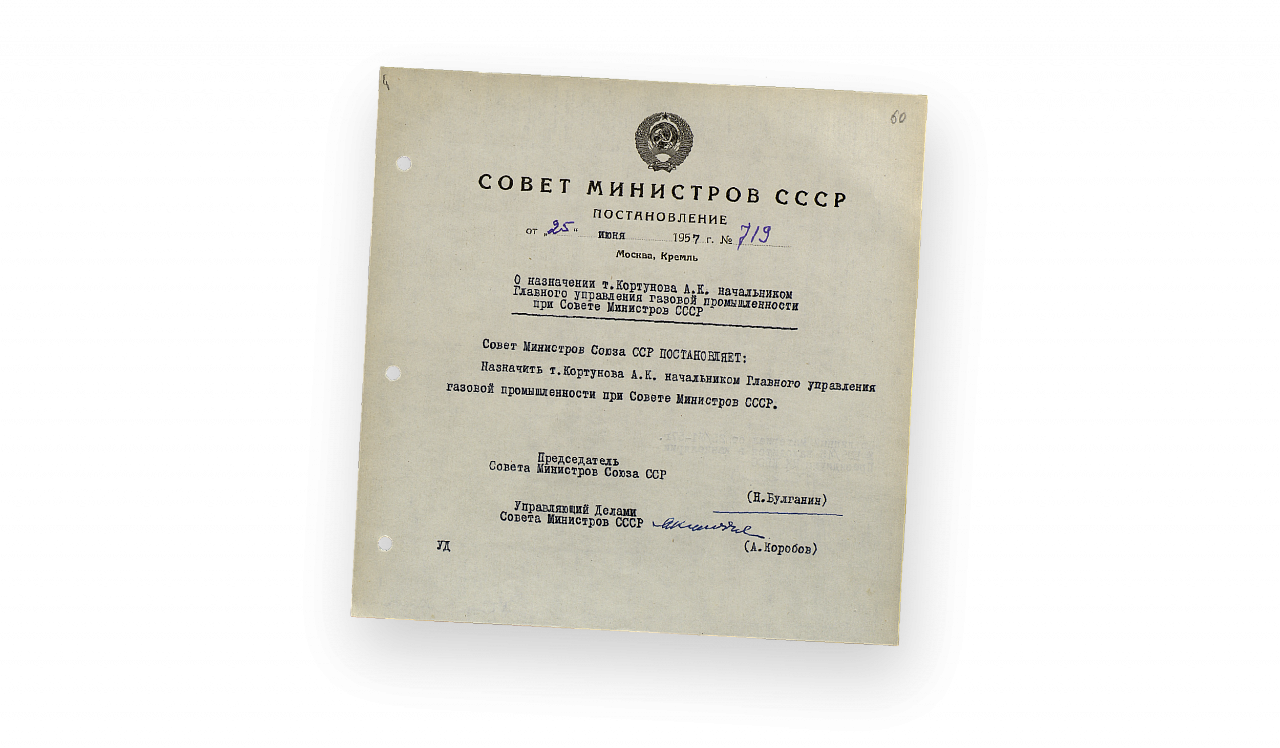 60
СОВЕТ МИНИСТРОВ СССР
ПОСТАНОВЛЕНИЕ
от „25" июня 1957 г. № 719
Москва, Кремль
О назначении т.Кортунова А.К. начальником
Главного управления газовой промышленности
при Совете Министров СССР
Совет Министров Союза ССР ПОСТАНОВЛЯЕТ:
Назначить т.Кортунова А.К. начальником Главного управления
газовой промышленности при Совете Министров СССР.
Председатель
Совета Министров Союза ССР
(Н.Булганин)
Управляющий Делами
Совета Министров СССР
(А.Коробов)
УД